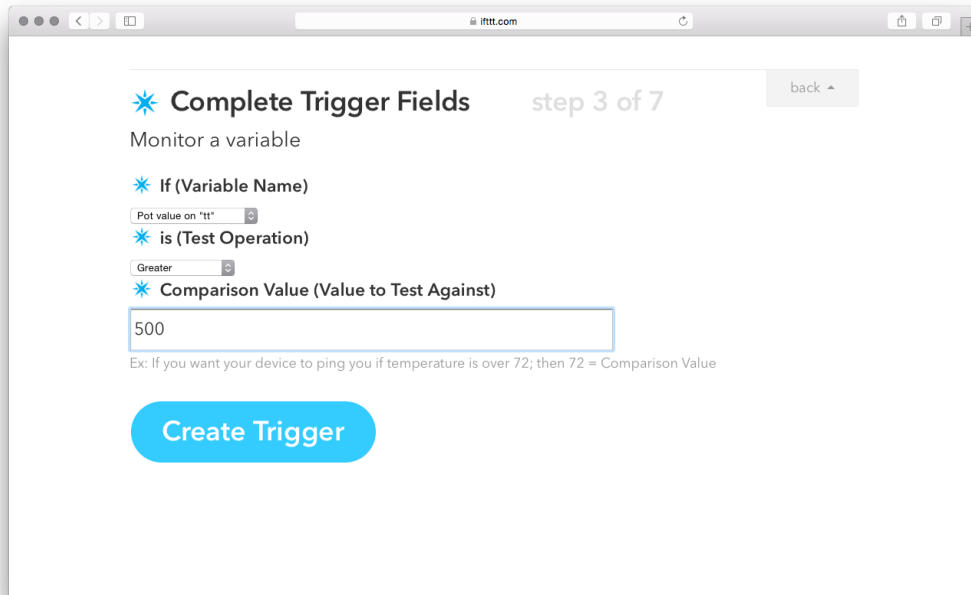 ifttt.com
back
Complete Trigger Fields step 3 of 7
Monitor a variable
If (Variable Name)
Pot value on "tt"
is (Test Operation)
Greater
Comparison Value (Value to Test Against)
500
Ex: If you want your device to ping you if temperature is over 72; then 72 = Comparison Value
Create Trigger